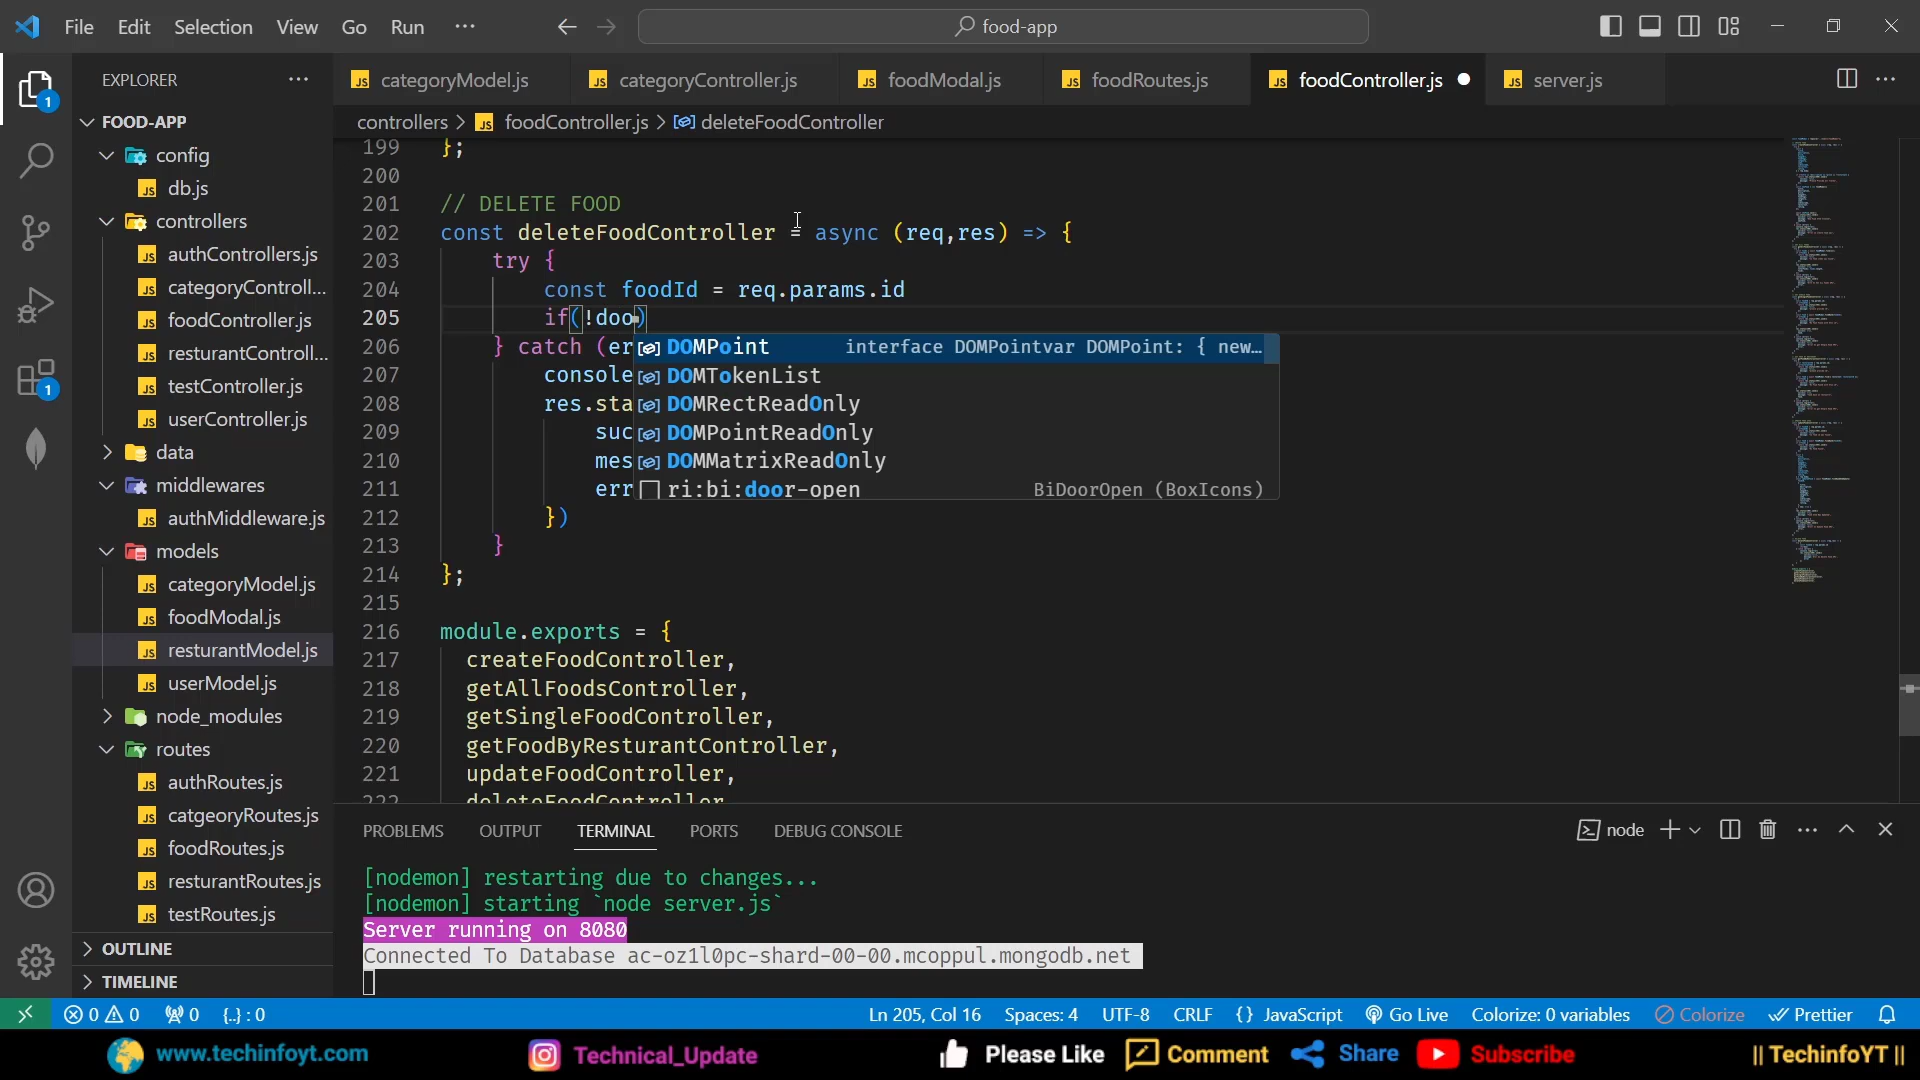 File Edit Selection View Go Run ···
food-app
EXPLORER
categoryModel.js categoryController.js foodModal.js foodRoutes.js foodController.js server.js
controllers > foodController.js > deleteFoodController
FOOD-APP
config
db.js
controllers
authControllers.js
categoryControll...
foodController.js
resturantControll...
testController.js
userController.js
data
middlewares
authMiddleware.js
models
categoryModel.js
foodModal.js
resturantModel.js
userModel.js
node_modules
routes
authRoutes.js
catgeoryRoutes.js
foodRoutes.js
resturantRoutes.js
testRoutes.js
OUTLINE
TIMELINE
1
1
199 };
200
201 // DELETE FOOD
202 const deleteFoodController = async (req,res) => {
203 try {
204 const foodId = req.params.id
205 if(!doo)
206 } catch (er
207 console
208 res.sta
209 suc
210 mes
211 err
212 })
213 }
214 };
215
216 module.exports = {
217 createFoodController,
218 getAllFoodsController,
219 getSingleFoodController,
220 getFoodByResturantController,
221 updateFoodController,
222 deleteFoodController
DOMPoint interface DOMPointvar DOMPoint: { new…
DOMTokenList
DOMRectReadOnly
DOMPointReadOnly
DOMMatrixReadOnly
ri:bi:door-open BiDoorOpen (BoxIcons)
PROBLEMS OUTPUT TERMINAL PORTS DEBUG CONSOLE
node
[nodemon] restarting due to changes...
[nodemon] starting `node server.js`
Server running on 8080
Connected To Database ac-oz1l0pc-shard-00-00.mcoppul.mongodb.net
0 0 0 {..} : 0
Ln 205, Col 16 Spaces: 4 UTF-8 CRLF {} JavaScript Go Live Colorize: 0 variables Colorize Prettier
www.techinfoyt.com Technical_Update Please Like Comment Share Subscribe || TechinfoYT ||